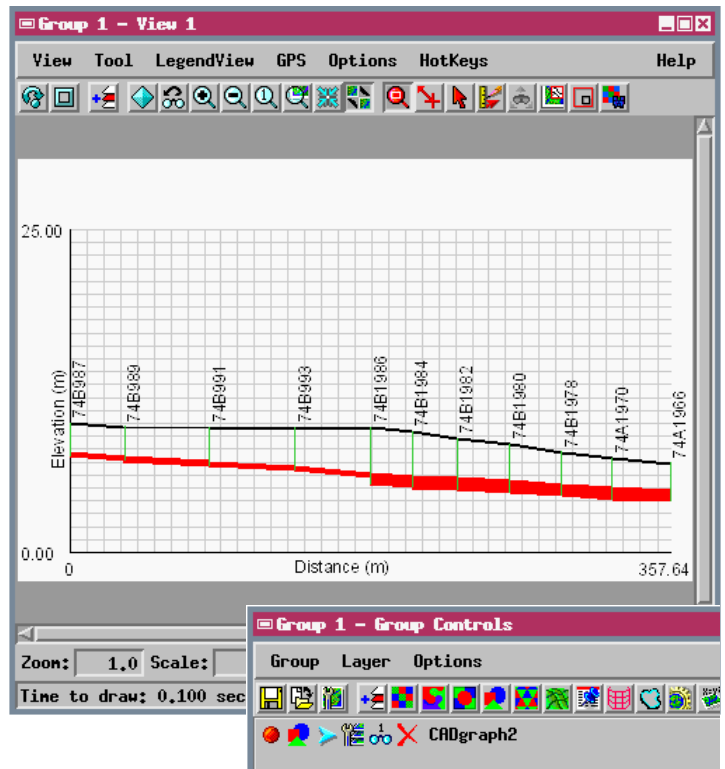 Group 1 - View 1
View Tool LegendView GPS Options HotKeys Help
25.00
Elevation (m)
74B987
74B989
74B991
74B993
74B1986
74B1984
74B1982
74B1980
74B1978
74A1970
74A1966
0.00
0
Distance (m)
357.64
Group 1 - Group Controls
Group Layer Options
Zoom: 1.0 Scale:
Time to draw: 0.100 sec
CADgraph2